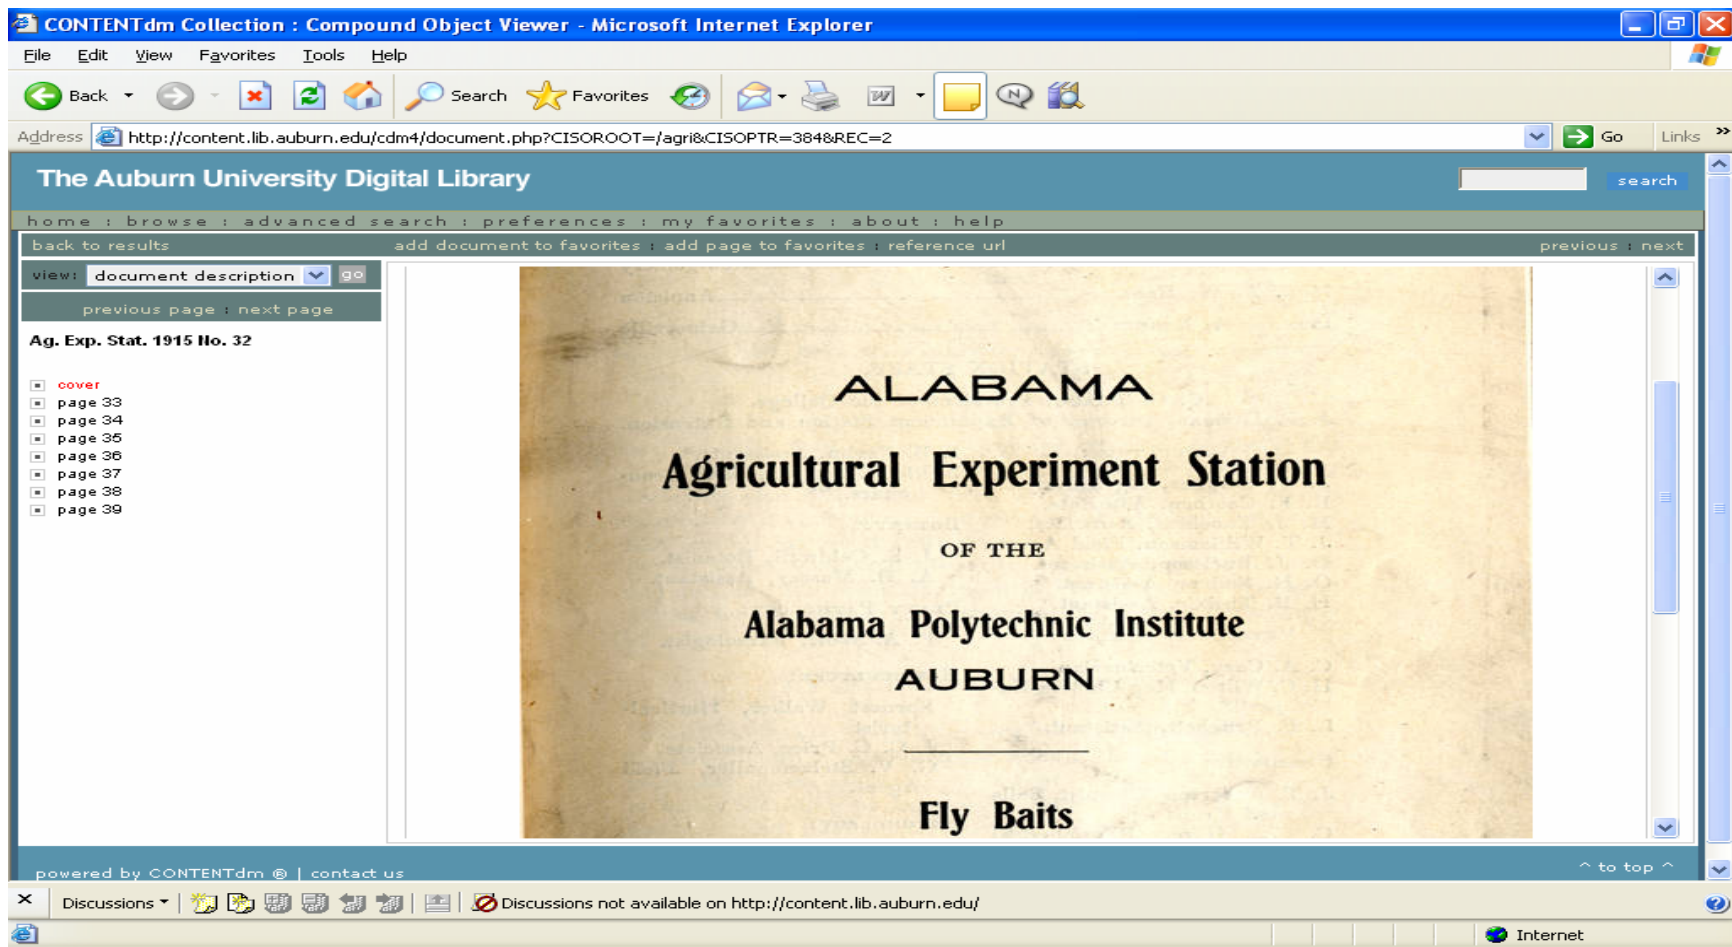 CONTENTdm Collection : Compound Object Viewer - Microsoft Internet Explorer
File Edit View Favorites Tools Help
Back Search Favorites
Address http://content.lib.auburn.edu/cdm4/document.php?CISOROOT=/agri&CISOPTR=384&REC=2 Go Links »
The Auburn University Digital Library search
home : browse : advanced search : preferences : my favorites : about : help
back to results add document to favorites : add page to favorites : reference url previous : next
view: document description go
previous page : next page
Ag. Exp. Stat. 1915 No. 32
cover
page 33
page 34
page 35
page 36
page 37
page 38
page 39
ALABAMA
Agricultural Experiment Station
OF THE
Alabama Polytechnic Institute
AUBURN
Fly Baits
powered by CONTENTdm ® | contact us ^ to top ^
Discussions Discussions not available on http://content.lib.auburn.edu/
Internet